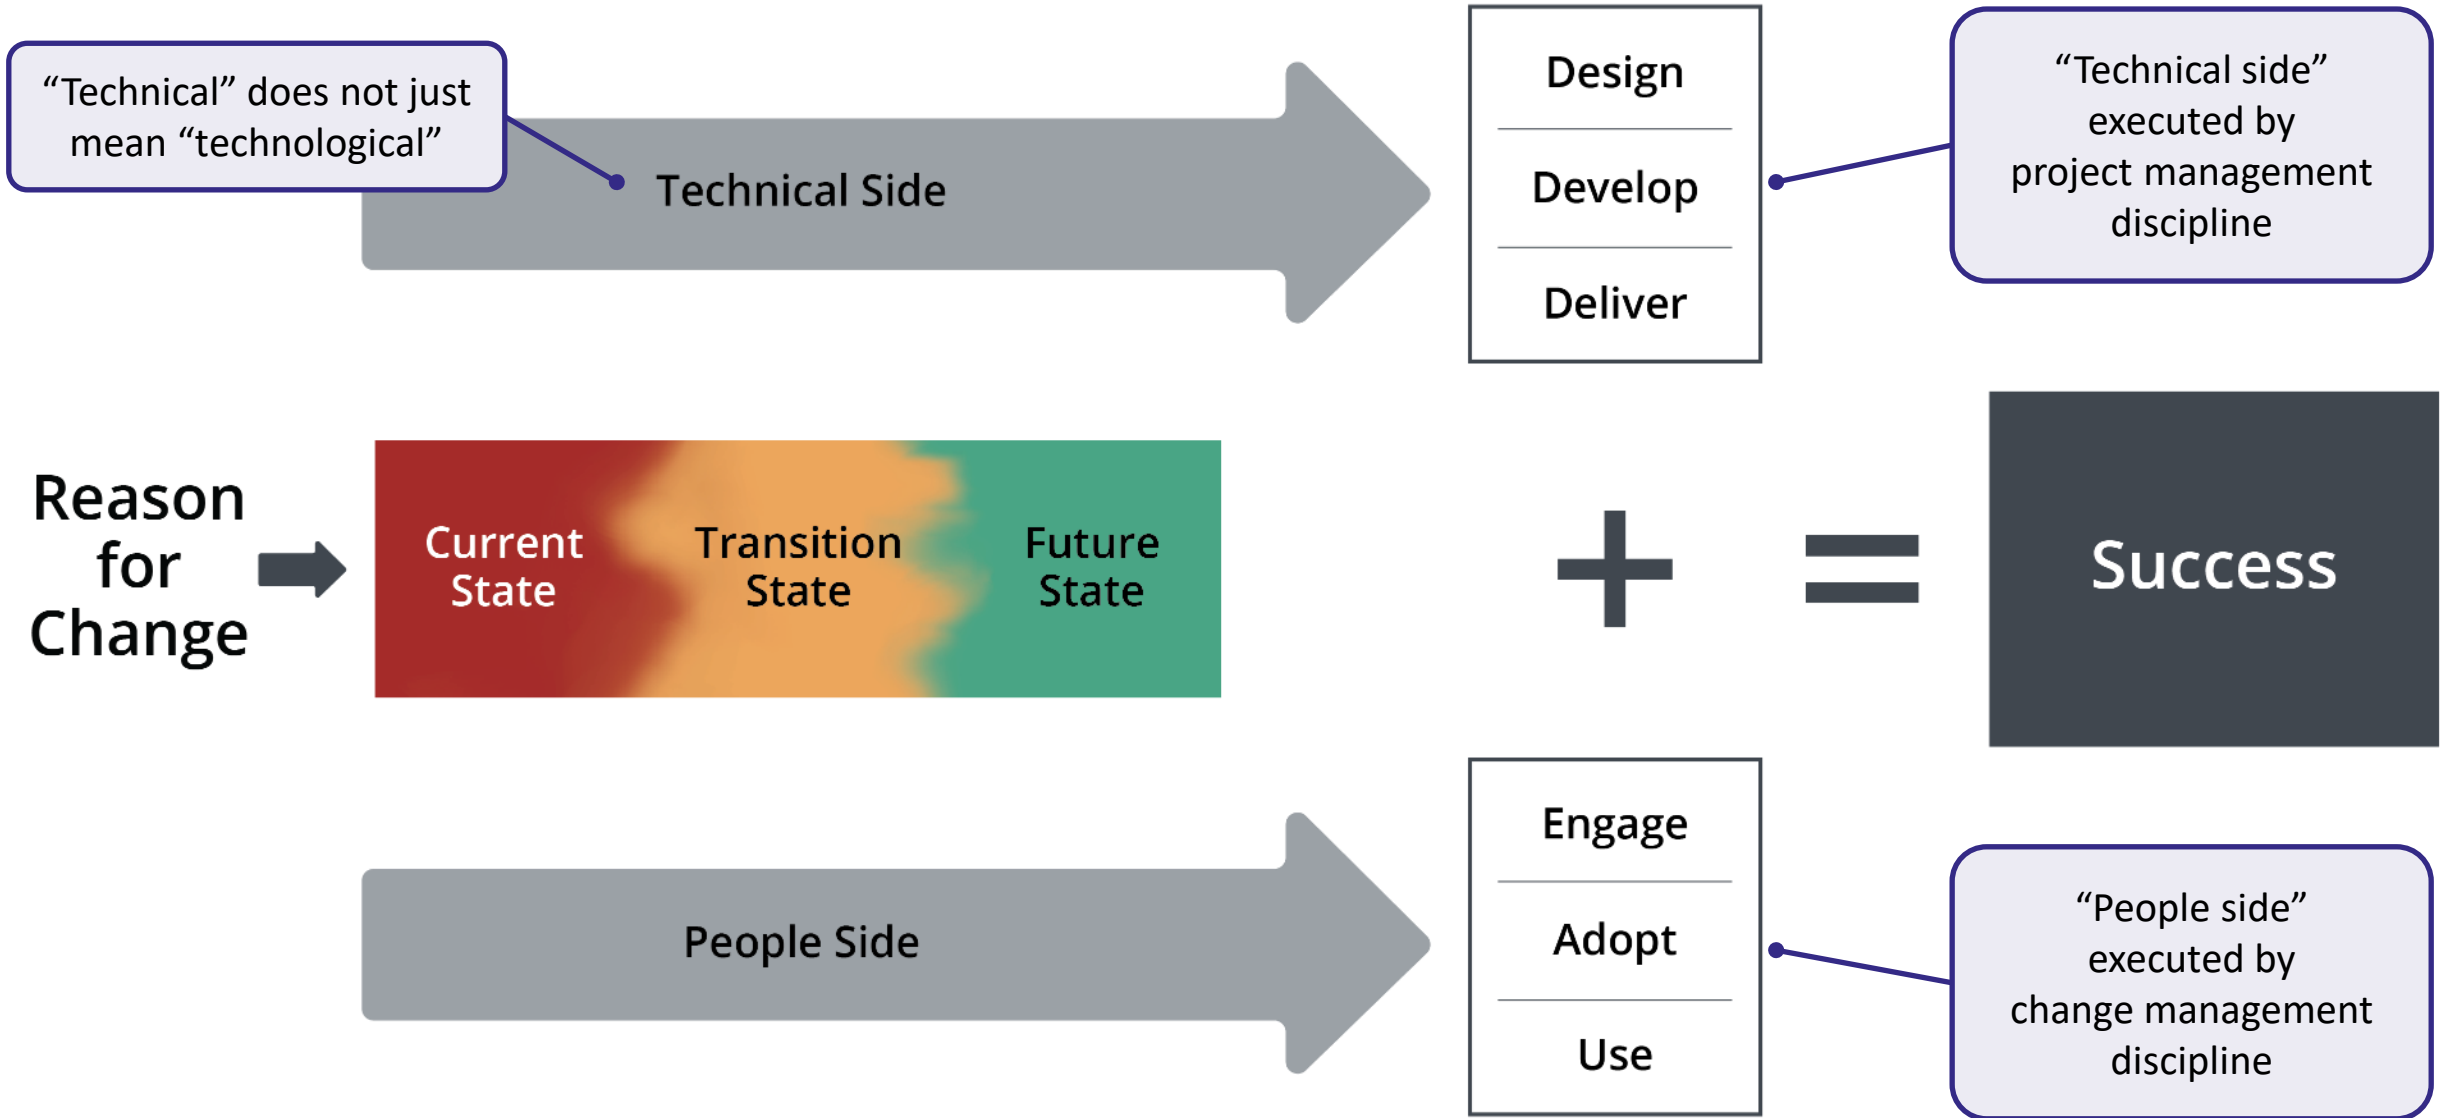 “Technical” does not just
mean “technological”
Technical Side
Design
Develop
Deliver
“Technical side”
executed by
project management
discipline
Reason
for
Change
Current
State
Transition
State
Future
State
+
=
Success
People Side
Engage
Adopt
Use
“People side”
executed by
change management
discipline